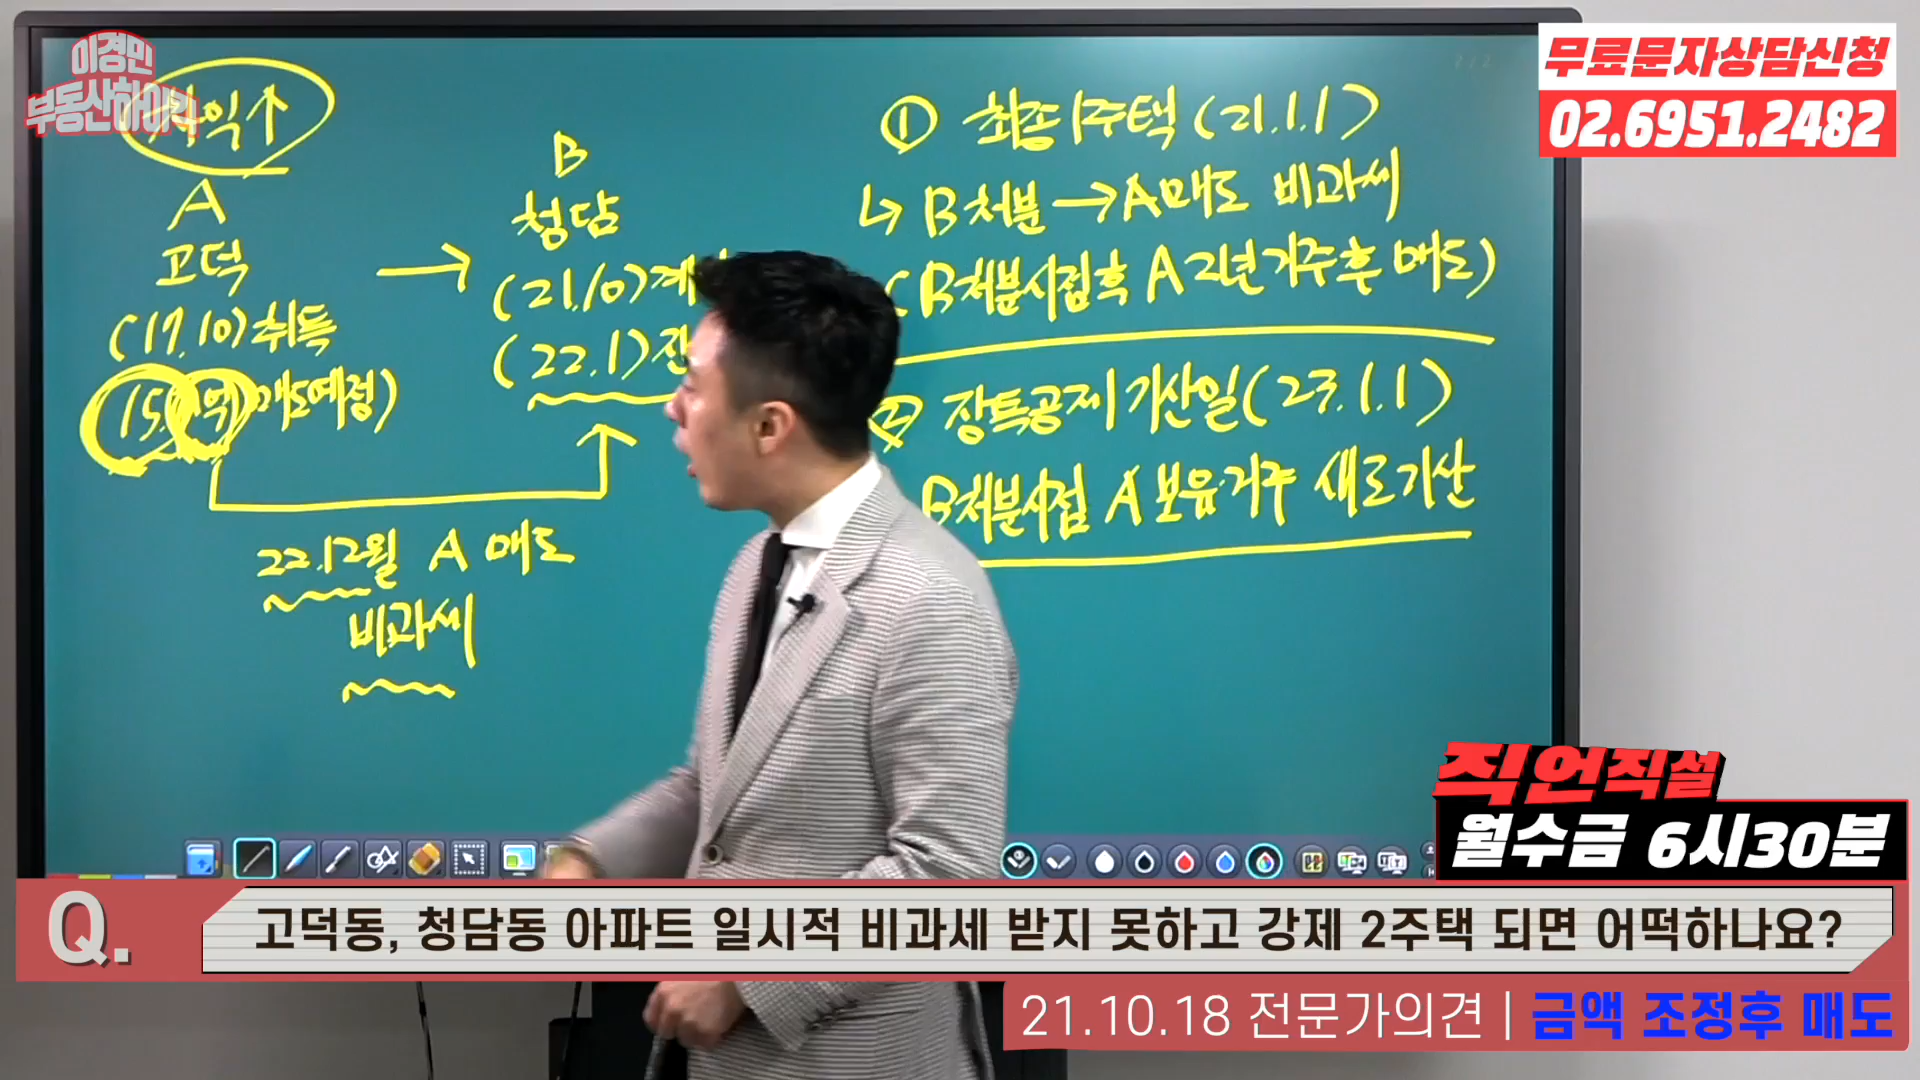 이경민
부동산하이킥
차익↑
A
고덕
(17.10)취득
15.
억
매도예정)
→
B
청담
(21.10)계
(22.1)잔
22.12월 A 매도
비과세
① 최종1주택(21.1.1)
↳ B처분→A매도 비과세
(B처분시점후 A 2년거주후 매도)
② 장특공제 기산일(23.1.1)
B처분시점 A 보유·거주 새로기산
무료문자상담신청
02.6951.2482
직언직설
월수금 6시30분
Q.
고덕동, 청담동 아파트 일시적 비과세 받지 못하고 강제 2주택 되면 어떡하나요?
21.10.18 전문가의견 | 금액 조정후 매도